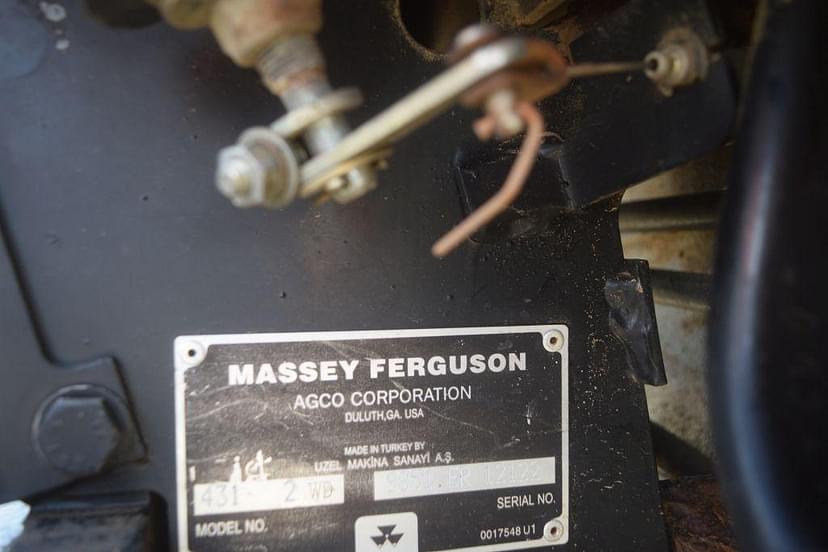 MASSEY FERGUSON
AGCO CORPORATION
DULUTH,GA. USA
MADE IN TURKEY BY
UZEL MAKİNA SANAYİ A.Ş.
431 2 WD
MODEL NO.
SERIAL NO.
0017548 U1